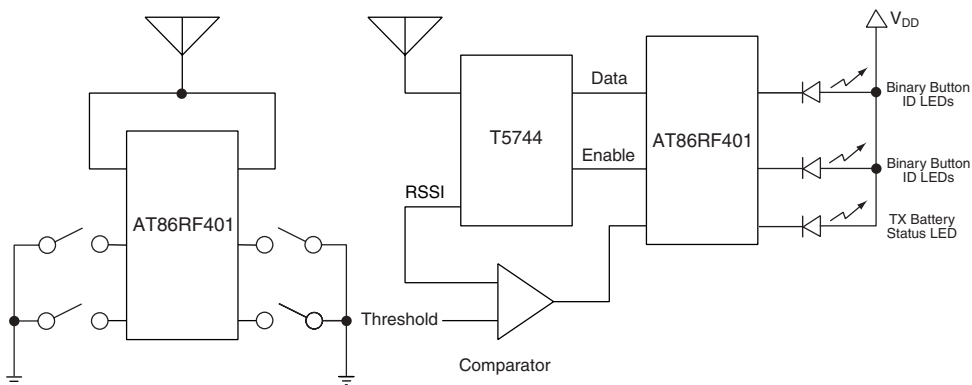 AT86RF401
T5744
Data
Enable
RSSI
Threshold
Comparator
AT86RF401
V_DD
Binary Button
ID LEDs
Binary Button
ID LEDs
TX Battery
Status LED